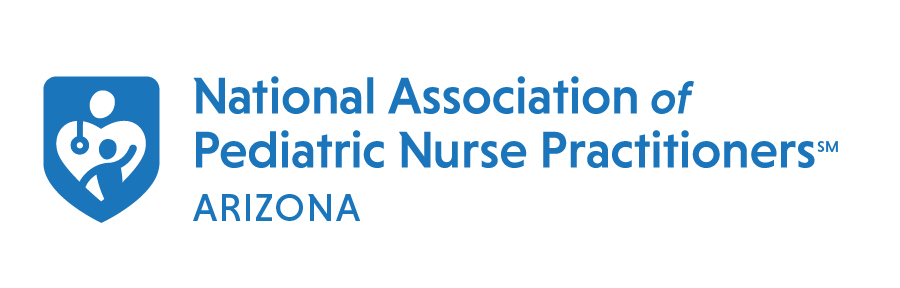 National Association of
Pediatric Nurse Practitioners℠
ARIZONA